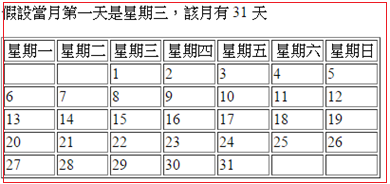 假設當月第一天是星期三，該月有 31 天
星期一 星期二 星期三 星期四 星期五 星期六 星期日
1 2 3 4 5
6 7 8 9 10 11 12
13 14 15 16 17 18 19
20 21 22 23 24 25 26
27 28 29 30 31